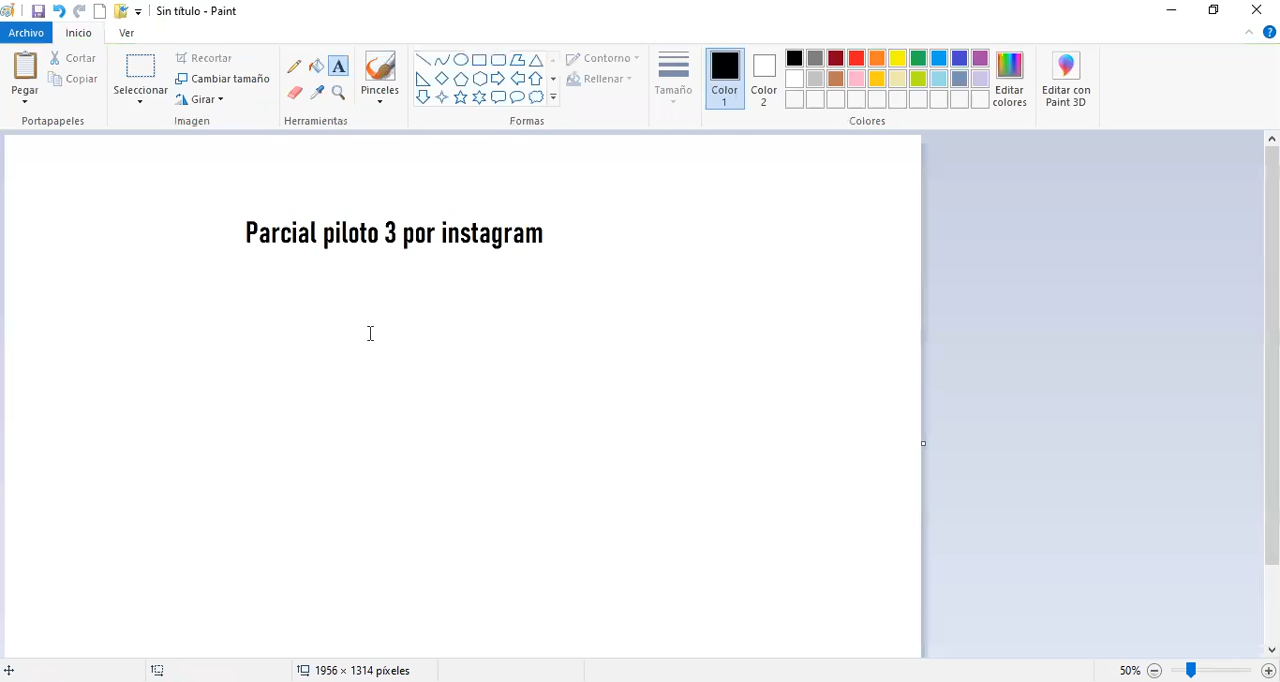 Sin título - Paint
Archivo Inicio Ver
Pegar
Cortar
Copiar
Portapapeles
Seleccionar
Recortar
Cambiar tamaño
Girar
Imagen
A
Herramientas
Pinceles
Contorno
Rellenar
Formas
Tamaño
Color 1
Color 2
Editar colores
Colores
Editar con Paint 3D
Parcial piloto 3 por instagram
1956 × 1314 píxeles
50%